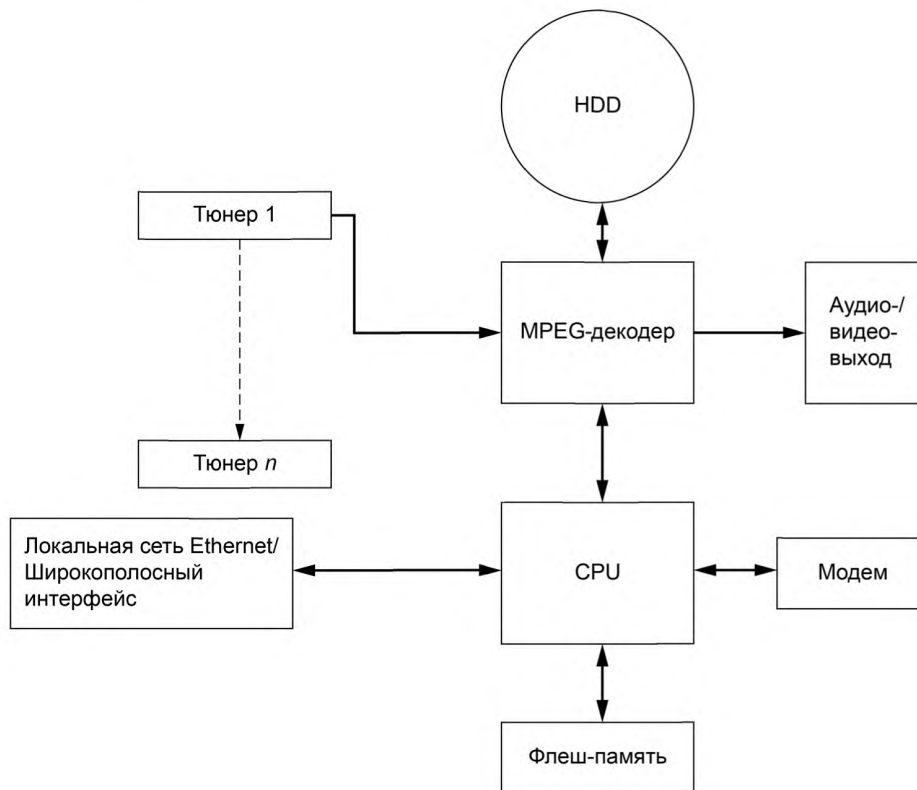 HDD
Тюнер 1
MPEG-декодер
Аудио-/
видео-
выход
Тюнер n
Локальная сеть Ethernet/
Широкополосный
интерфейс
CPU
Модем
Флеш-память